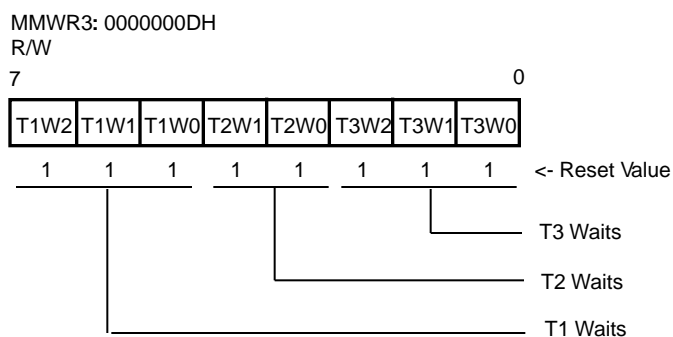 MMWR3: 0000000DH
R/W
7 0
T1W2 T1W1 T1W0 T2W1 T2W0 T3W2 T3W1 T3W0
1 1 1 1 1 1 1 1 <- Reset Value
T3 Waits
T2 Waits
T1 Waits